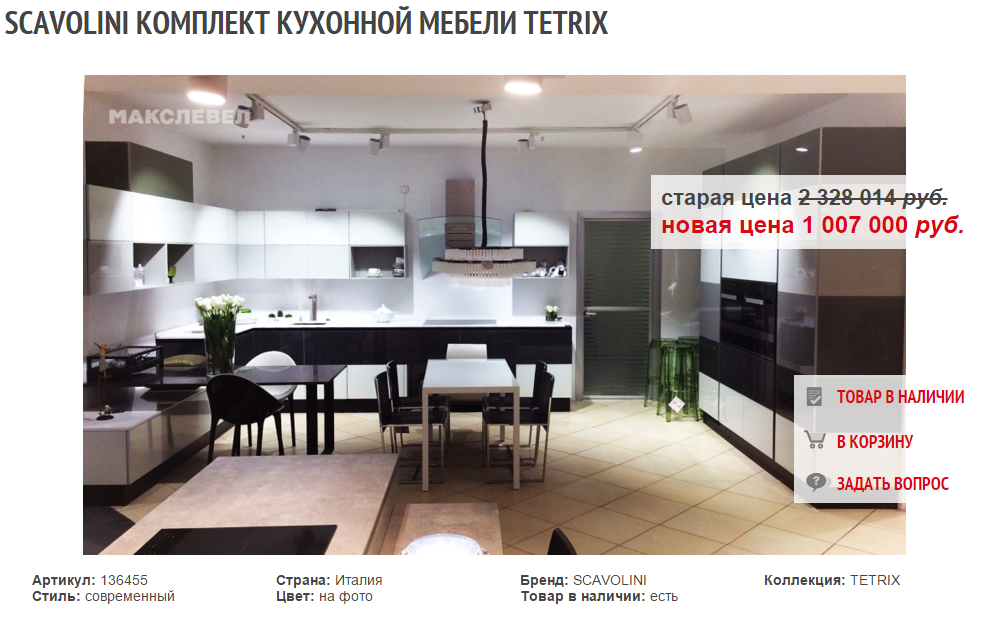 SCAVOLINI КОМПЛЕКТ КУХОННОЙ МЕБЕЛИ TETRIX
МАКСЛЕВЕЛ
старая цена 2 328 014 руб.
новая цена 1 007 000 руб.
ТОВАР В НАЛИЧИИ
В КОРЗИНУ
ЗАДАТЬ ВОПРОС
Артикул: 136455 Страна: Италия Бренд: SCAVOLINI Коллекция: TETRIX
Стиль: современный Цвет: на фото Товар в наличии: есть